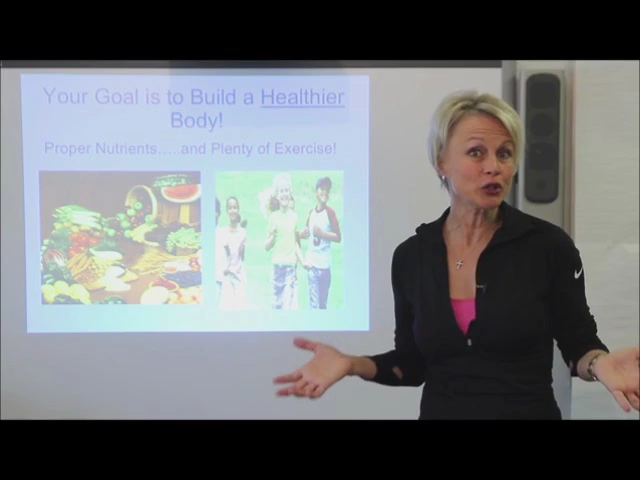 Your Goal is to Build a Healthier
Body!
Proper Nutrients.....and Plenty of Exercise!